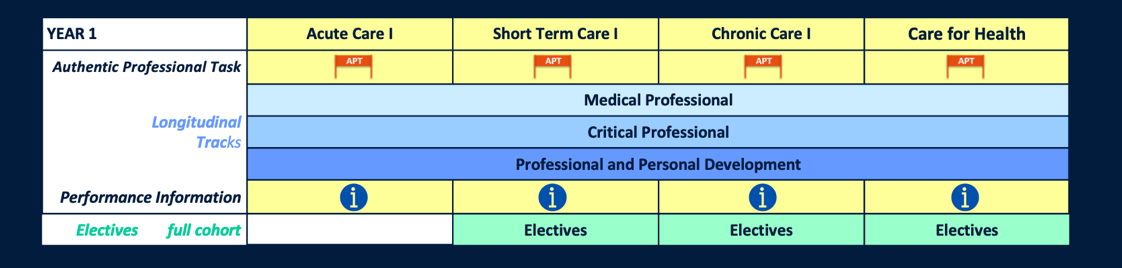 YEAR 1 Acute Care I Short Term Care I Chronic Care I Care for Health
Authentic Professional Task APT APT APT APT
Medical Professional
Longitudinal
Tracks
Critical Professional
Professional and Personal Development
Performance Information i i i i
Electives full cohort Electives Electives Electives